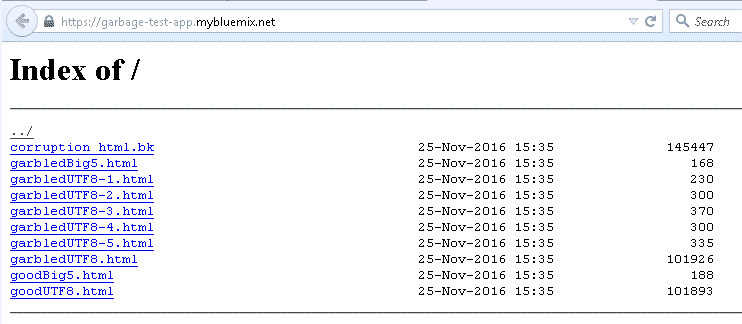 https://garbage-test-app.mybluemix.net
Search
Index of /
../
corruption html.bk 25-Nov-2016 15:35 145447
garbledBig5.html 25-Nov-2016 15:35 168
garbledUTF8-1.html 25-Nov-2016 15:35 230
garbledUTF8-2.html 25-Nov-2016 15:35 300
garbledUTF8-3.html 25-Nov-2016 15:35 370
garbledUTF8-4.html 25-Nov-2016 15:35 300
garbledUTF8-5.html 25-Nov-2016 15:35 335
garbledUTF8.html 25-Nov-2016 15:35 101926
goodBig5.html 25-Nov-2016 15:35 188
goodUTF8.html 25-Nov-2016 15:35 101893